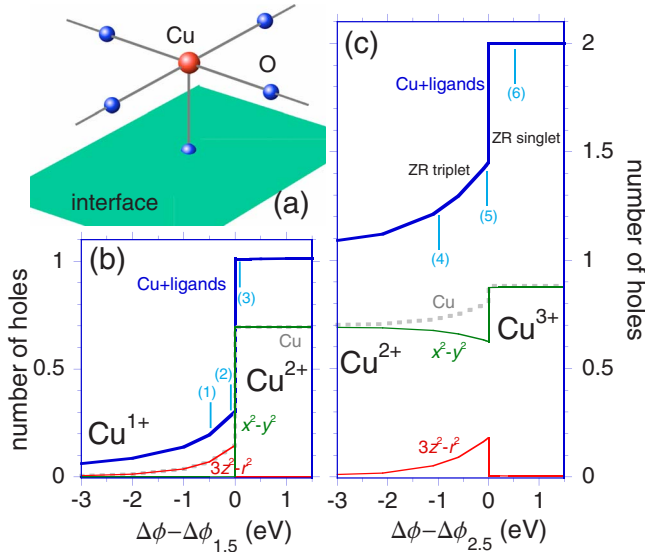 Cu
O
interface
(a)
(b)
number of holes
1
0.5
0
Cu+ligands
(3)
Cu
(2)
(1)
Cu²⁺
Cu¹⁺
x²-y²
3z²-r²
-3 -2 -1 0 1
Δϕ−Δϕ₁.₅ (eV)
(c)
number of holes
2
1.5
1
0.5
0
Cu+ligands
(6)
ZR singlet
ZR triplet
(5)
(4)
Cu
Cu³⁺
Cu²⁺
x²-y²
3z²-r²
-3 -2 -1 0 1
Δϕ−Δϕ₂.₅ (eV)